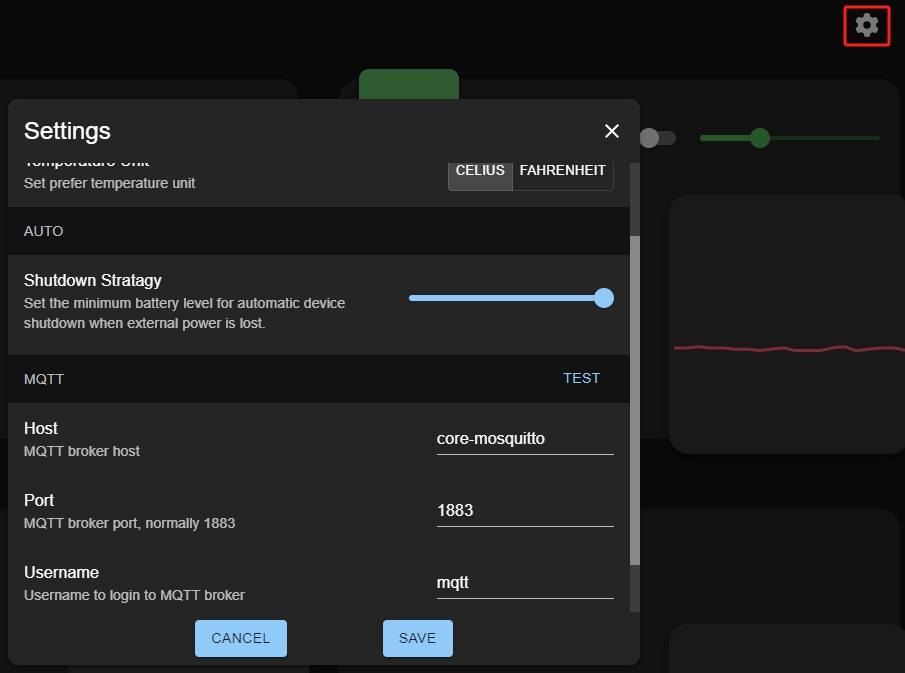 Settings
Temperature Unit
Set prefer temperature unit
CELIUS
FAHRENHEIT
AUTO
Shutdown Stratagy
Set the minimum battery level for automatic device
shutdown when external power is lost.
MQTT
TEST
Host
MQTT broker host
core-mosquitto
Port
MQTT broker port, normally 1883
1883
Username
Username to login to MQTT broker
mqtt
CANCEL
SAVE